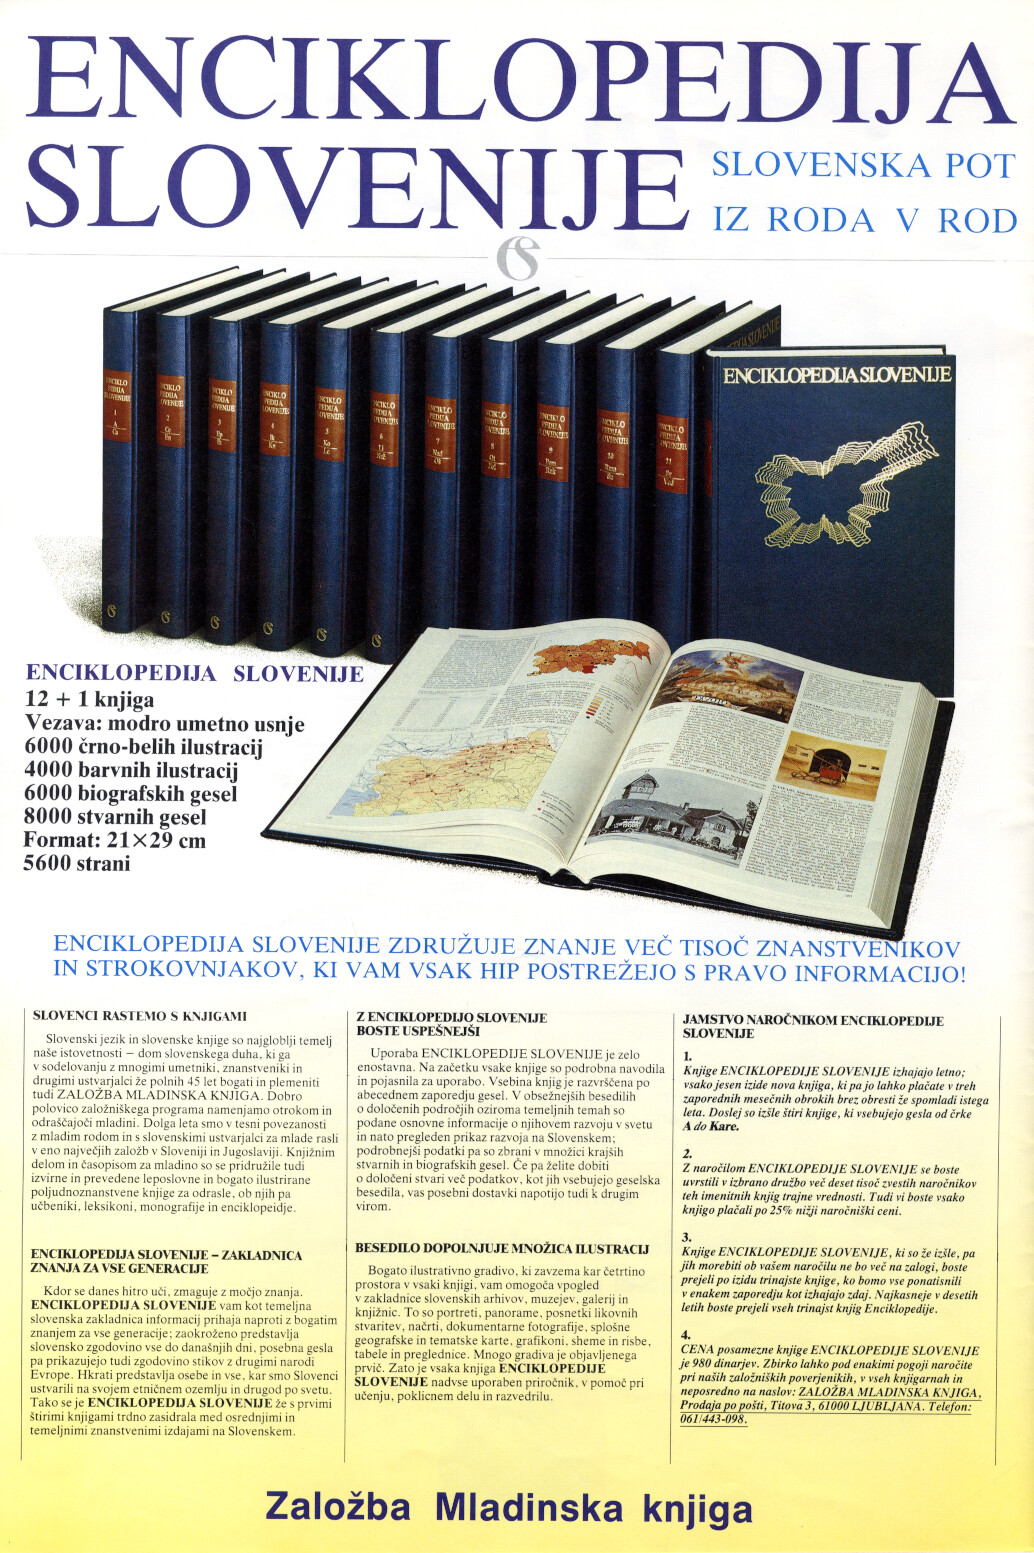 ENCIKLOPEDIJA
SLOVENIJE
SLOVENSKA POT
IZ RODA V ROD
ENCIKLOPEDIJA SLOVENIJE
ENCIKLOPEDIJA SLOVENIJE
12 + 1 knjiga
Vezava: modro umetno usnje
6000 črno-belih ilustracij
4000 barvnih ilustracij
6000 biografskih gesel
8000 stvarnih gesel
Format: 21×29 cm
5600 strani
ENCIKLOPEDIJA SLOVENIJE ZDRUŽUJE ZNANJE VEČ TISOČ ZNANSTVENIKOV
IN STROKOVNJAKOV, KI VAM VSAK HIP POSTREŽEJO S PRAVO INFORMACIJO!
SLOVENCI RASTEMO S KNJIGAMI
Slovenski jezik in slovenske knjige so najgloblji temelj
naše istovetnosti – dom slovenskega duha, ki ga
v sodelovanju z mnogimi umetniki, znanstveniki in
drugimi ustvarjalci že polnih 45 let bogati in plemeniti
tudi ZALOŽBA MLADINSKA KNJIGA. Dobro
polovico založniškega programa namenjamo otrokom in
odraščajoči mladini. Dolga leta smo v tesni povezanosti
z mladim rodom in s slovenskimi ustvarjalci za mlade rasli
v eno največjih založb v Sloveniji in Jugoslaviji. Knjižnim
delom in časopisom za mladino so se pridružile tudi
izvirne in prevedene leposlovne in bogato ilustrirane
poljudnoznanstvene knjige za odrasle, ob njih pa
učbeniki, leksikoni, monografije in enciklopeidje.
ENCIKLOPEDIJA SLOVENIJE – ZAKLADNICA
ZNANJA ZA VSE GENERACIJE
Kdor se danes hitro uči, zmaguje z močjo znanja.
ENCIKLOPEDIJA SLOVENIJE vam kot temeljna
slovenska zakladnica informacij prihaja naproti z bogatim
znanjem za vse generacije; zaokroženo predstavlja
slovensko zgodovino vse do današnjih dni, posebna gesla
pa prikazujejo tudi zgodovino stikov z drugimi narodi
Evrope. Hkrati predstavlja osebe in vse, kar smo Slovenci
ustvarili na svojem etničnem ozemlju in drugod po svetu.
Tako se je ENCIKLOPEDIJA SLOVENIJE že s prvimi
štirimi knjigami trdno zasidrala med osrednjimi in
temeljnimi znanstvenimi izdajami na Slovenskem.
Z ENCIKLOPEDIJO SLOVENIJE
BOSTE USPEŠNEJŠI
Uporaba ENCIKLOPEDIJE SLOVENIJE je zelo
enostavna. Na začetku vsake knjige so podrobna navodila
in pojasnila za uporabo. Vsebina knjig je razvrščena po
abecednem zaporedju gesel. V obsežnejših besedilih
o določenih področjih oziroma temeljnih temah so
podane osnovne informacije o njihovem razvoju v svetu
in nato pregleden prikaz razvoja na Slovenskem;
podrobnejši podatki pa so zbrani v množici krajših
stvarnih in biografskih gesel. Če pa želite dobiti
o določeni stvari več podatkov, kot jih vsebujejo geselska
besedila, vas posebni dostavki napotijo tudi k drugim
virom.
BESEDILO DOPOLNJUJE MNOŽICA ILUSTRACIJ
Bogato ilustrativno gradivo, ki zavzema kar četrtino
prostora v vsaki knjigi, vam omogoča vpogled
v zakladnice slovenskih arhivov, muzejev, galerij in
knjižnic. To so portreti, panorame, posnetki likovnih
stvaritev, načrti, dokumentarne fotografije, splošne
geografske in tematske karte, grafikoni, sheme in risbe,
tabele in preglednice. Mnogo gradiva je objavljenega
prvič. Zato je vsaka knjiga ENCIKLOPEDIJE
SLOVENIJE nadvse uporaben priročnik, v pomoč pri
učenju, poklicnem delu in razvedrilu.
JAMSTVO NAROČNIKOM ENCIKLOPEDIJE
SLOVENIJE
1.
Knjige ENCIKLOPEDIJE SLOVENIJE izhajajo letno;
vsako jesen izide nova knjiga, ki pa jo lahko plačate v treh
zaporednih mesečnih obrokih brez obresti že spomladi istega
leta. Doslej so izšle štiri knjige, ki vsebujejo gesla od črke
A do Kare.
2.
Z naročilom ENCIKLOPEDIJE SLOVENIJE se boste
uvrstili v izbrano družbo več deset tisoč zvestih naročnikov
teh imenitnih knjig trajne vrednosti. Tudi vi boste vsako
knjigo plačali po 25% nižji naročniški ceni.
3.
Knjige ENCIKLOPEDIJE SLOVENIJE, ki so že izšle, pa
jih morebiti ob vašem naročilu ne bo več na zalogi, boste
prejeli po izidu trinajste knjige, ko bomo vse ponatisnili
v enakem zaporedju kot izhajajo zdaj. Najkasneje v desetih
letih boste prejeli vseh trinajst knjig Enciklopedije.
4.
CENA posamezne knjige ENCIKLOPEDIJE SLOVENIJE
je 980 dinarjev. Zbirko lahko pod enakimi pogoji naročite
pri naših založniških poverjenikih, v vseh knjigarnah in
neposredno na naslov: ZALOŽBA MLADINSKA KNJIGA,
Prodaja po pošti, Titova 3, 61000 LJUBLJANA. Telefon:
061/443-098.
Založba Mladinska knjiga